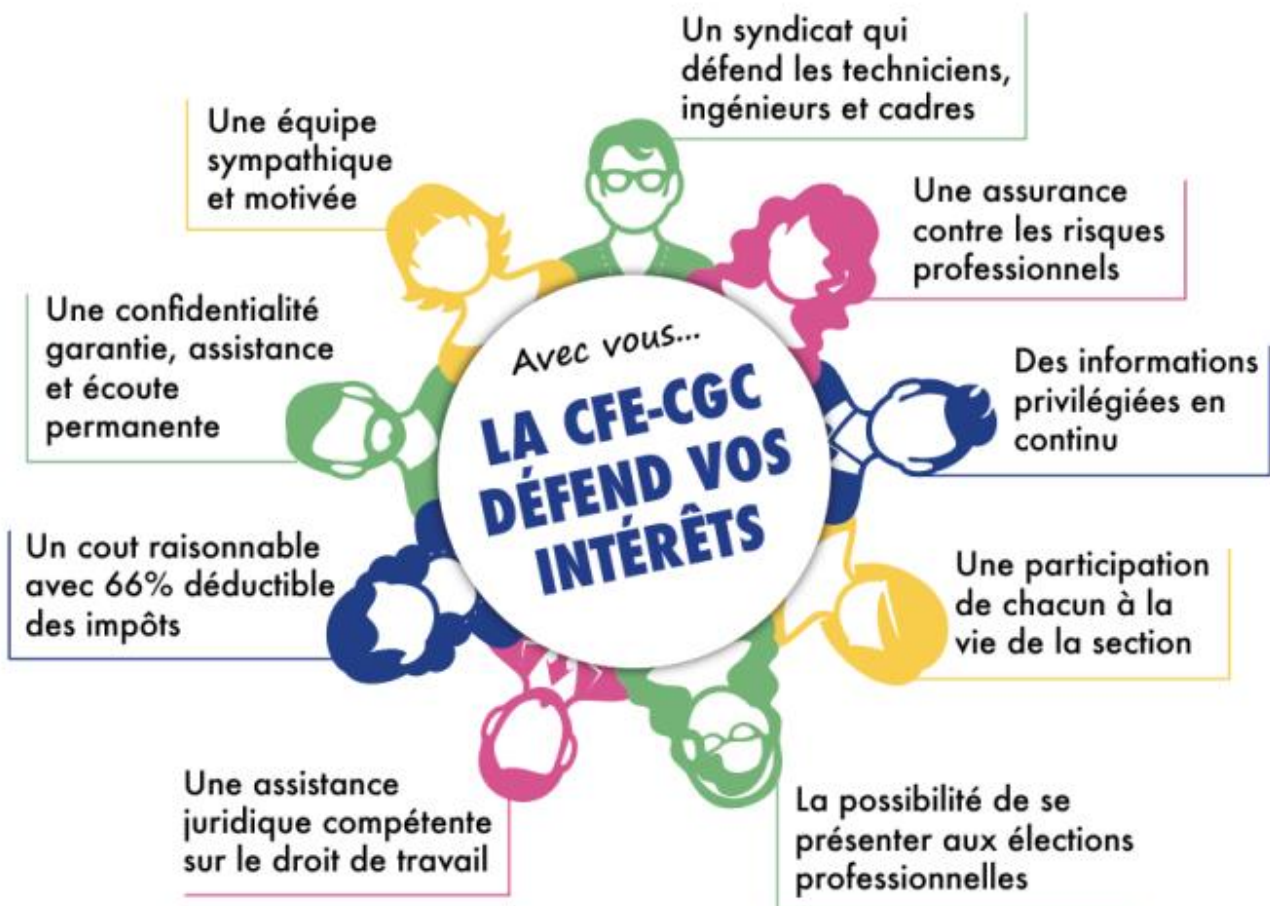 Un syndicat qui
défend les techniciens,
ingénieurs et cadres
Une assurance
contre les risques
professionnels
Des informations
privilégiées en
continu
Une participation
de chacun à la
vie de la section
La possibilité de se
présenter aux élections
professionnelles
Une assistance
juridique compétente
sur le droit de travail
Un cout raisonnable
avec 66% déductible
des impôts
Une confidentialité
garantie, assistance
et écoute
permanente
Une équipe
sympathique
et motivée
Avec vous...
LA CFE-CGC
DÉFEND VOS
INTÉRÊTS